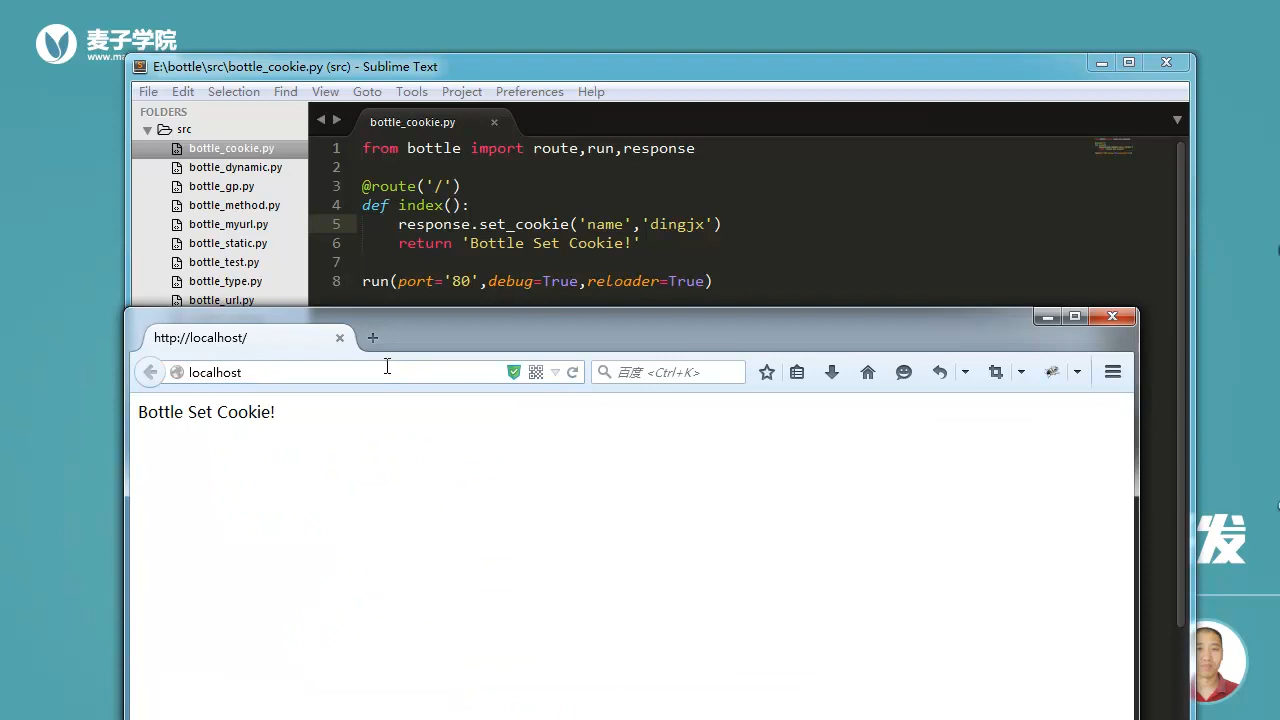 麦子学院
www.ma
E:\bottle\src\bottle_cookie.py (src) - Sublime Text
File Edit Selection Find View Goto Tools Project Preferences Help
FOLDERS
src
bottle_cookie.py
bottle_dynamic.py
bottle_gp.py
bottle_method.py
bottle_myurl.py
bottle_static.py
bottle_test.py
bottle_type.py
bottle_url.py
bottle_cookie.py
1 from bottle import route,run,response
2
3 @route('/')
4 def index():
5 response.set_cookie('name','dingjx')
6 return 'Bottle Set Cookie!'
7
8 run(port='80',debug=True,reloader=True)
http://localhost/
localhost
百度 <Ctrl+K>
Bottle Set Cookie!
发